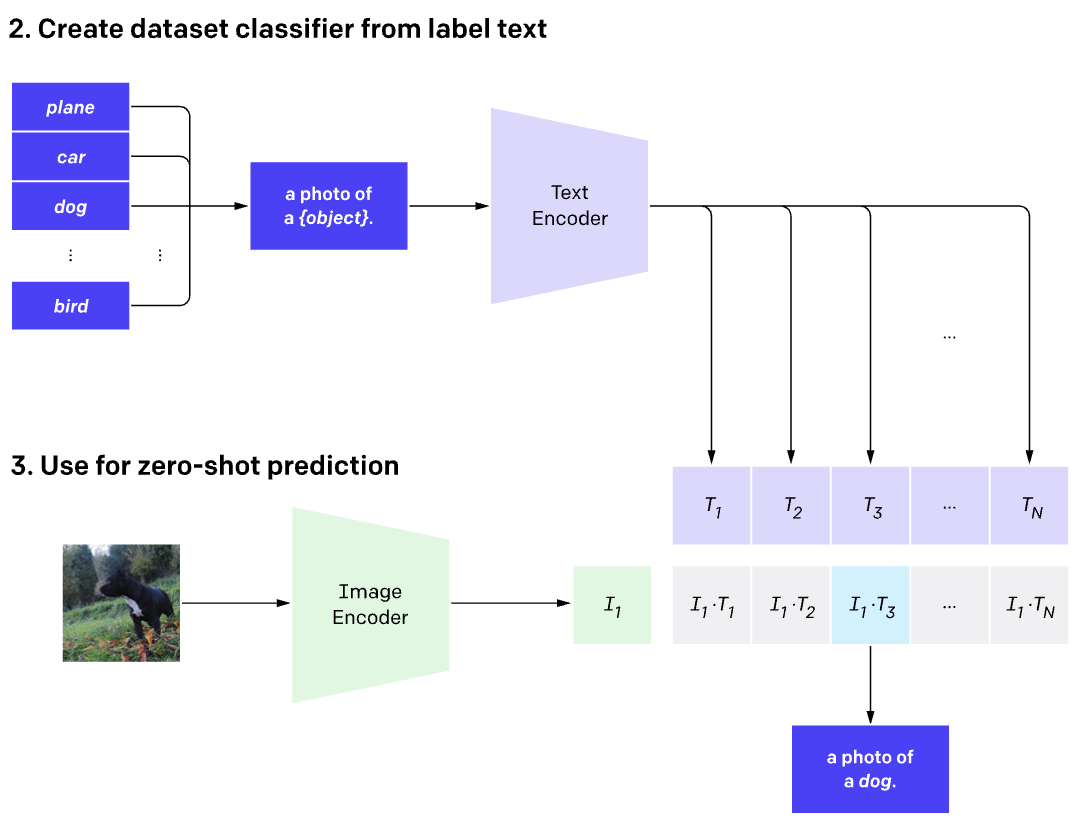 2. Create dataset classifier from label text
plane
car
dog
⋮ ⋮
bird
a photo of
a {object}.
Text
Encoder
...
3. Use for zero-shot prediction
Image
Encoder
T1 T2 T3 ... TN
I1
I1·T1 I1·T2 I1·T3 ... I1·TN
a photo of
a dog.